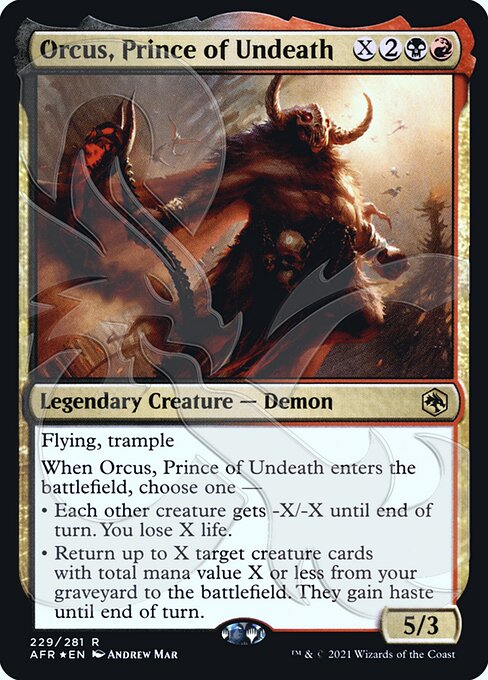 Orcus, Prince of Undeath X2
Legendary Creature — Demon
Flying, trample
When Orcus, Prince of Undeath enters the
battlefield, choose one —
• Each other creature gets -X/-X until end of
turn. You lose X life.
• Return up to X target creature cards
with total mana value X or less from your
graveyard to the battlefield. They gain haste
until end of turn.
5/3
229/281 R
AFR ★ EN Andrew Mar
™ & © 2021 Wizards of the Coast